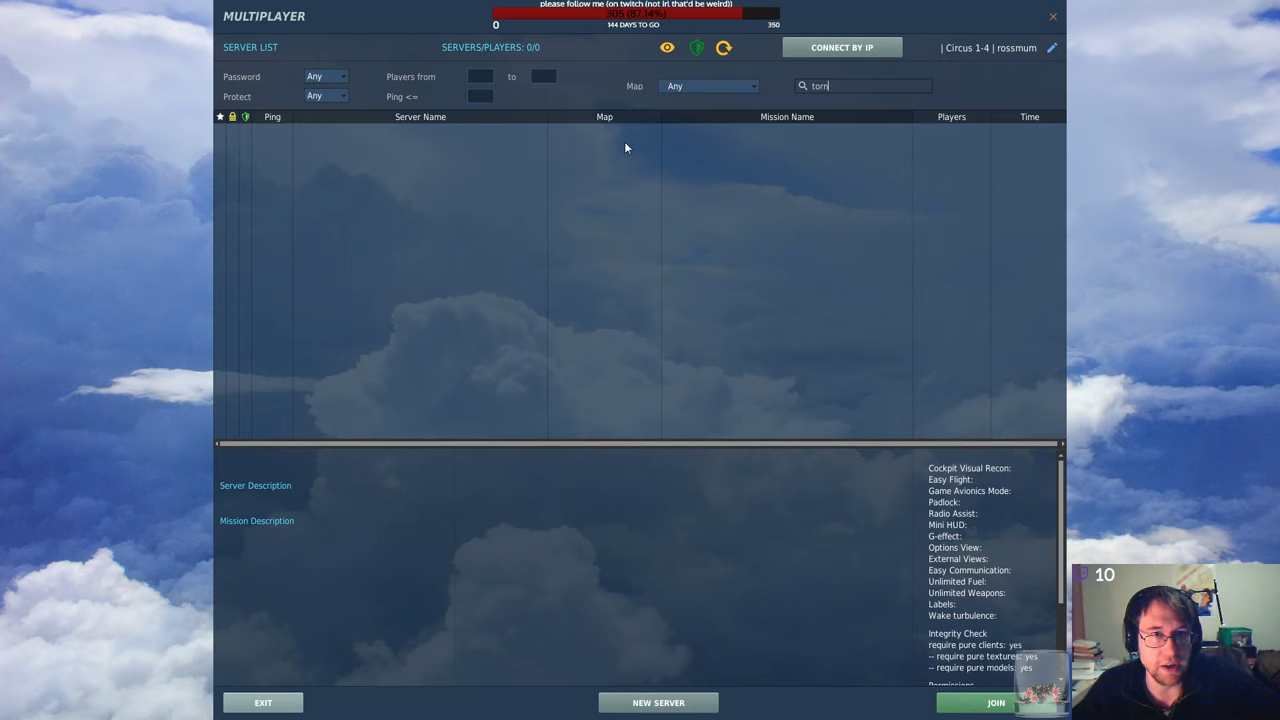 please follow me (on twitch (not irl that'd be weird))
MULTIPLAYER
305 (87.14%)
0 144 DAYS TO GO 350
SERVER LIST SERVERS/PLAYERS: 0/0 CONNECT BY IP | Circus 1-4 | rossmum
Password Any Players from to
Map Any torn
Protect Any Ping <=
Ping Server Name Map Mission Name Players Time
Cockpit Visual Recon:
Easy Flight:
Server Description
Game Avionics Mode:
Padlock:
Radio Assist:
Mission Description
Mini HUD:
G-effect:
Options View:
External Views:
Easy Communication:
Unlimited Fuel:
Unlimited Weapons:
Labels:
Wake turbulence:
Integrity Check
require pure clients: yes
-- require pure textures: yes
-- require pure models: yes
10
EXIT NEW SERVER JOIN